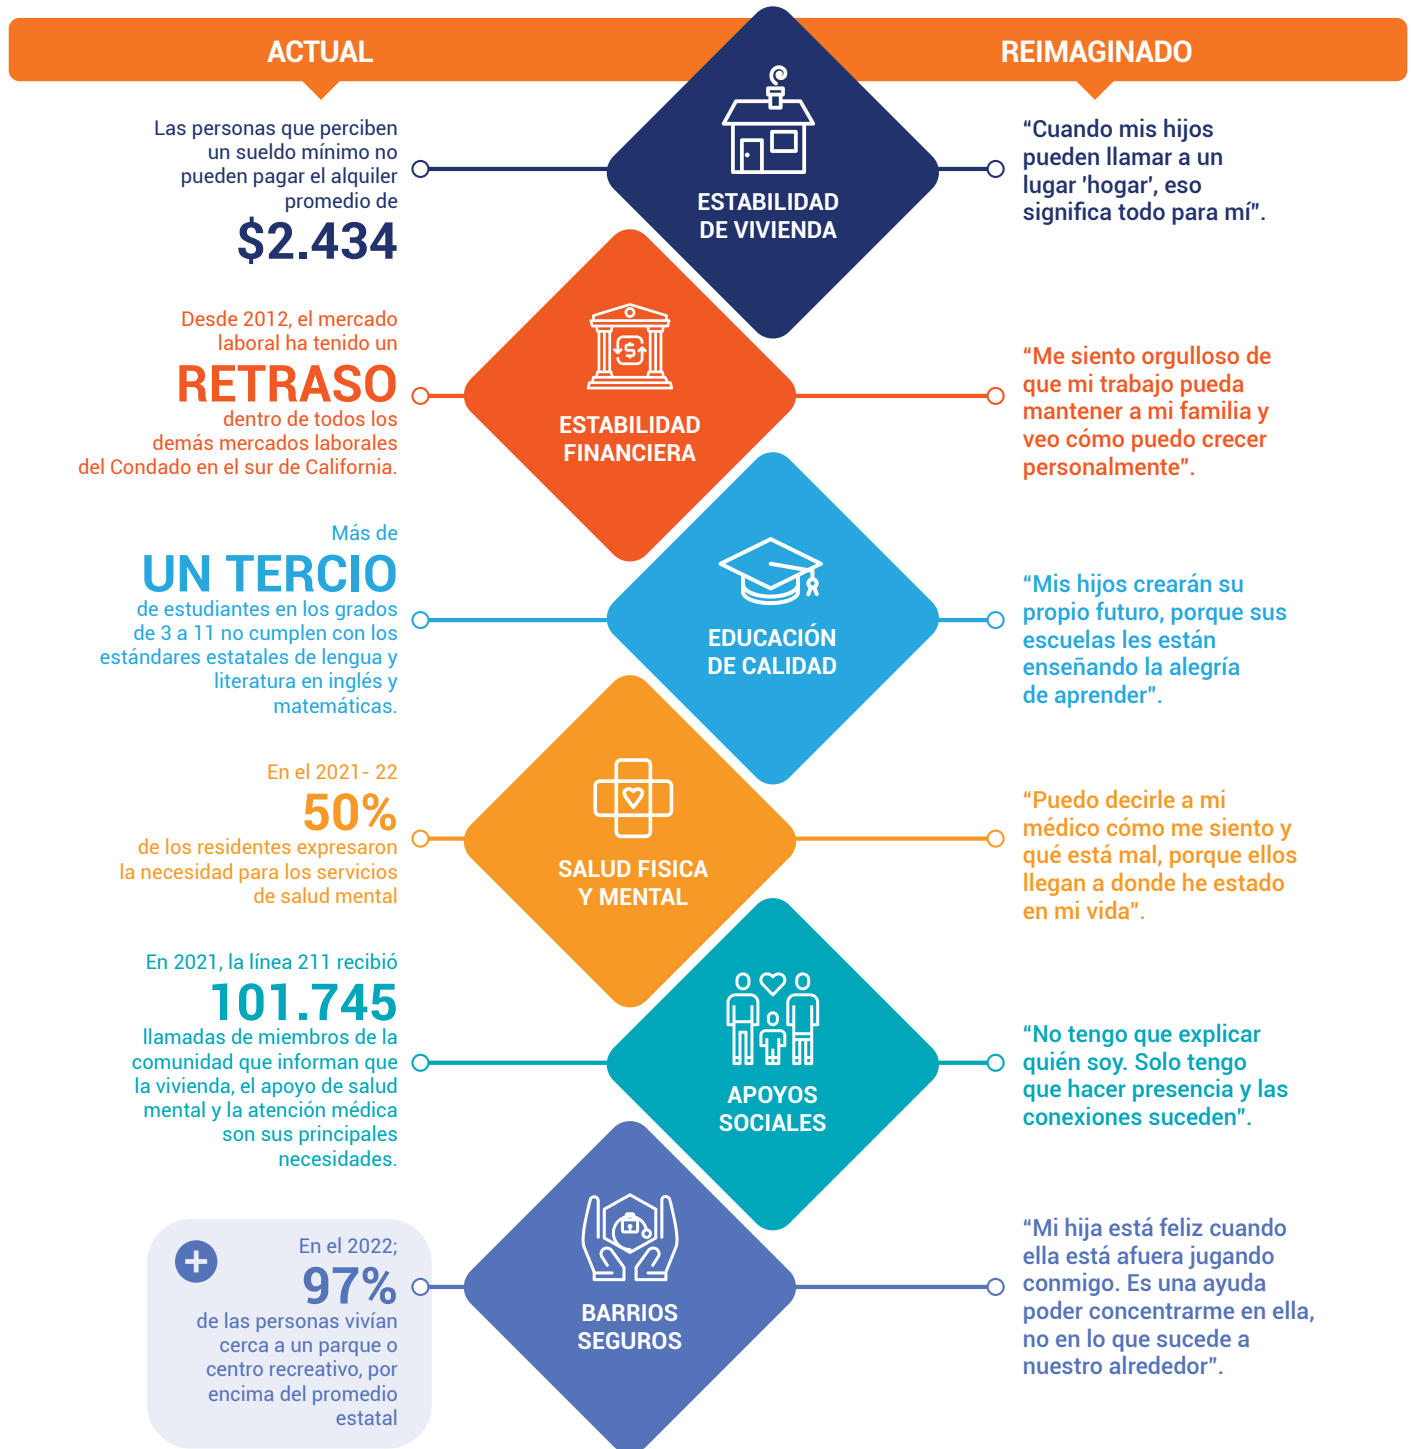 ACTUAL
REIMAGINADO
Las personas que perciben
un sueldo mínimo no
pueden pagar el alquiler
promedio de
$2.434
ESTABILIDAD
DE VIVIENDA
“Cuando mis hijos
pueden llamar a un
lugar 'hogar', eso
significa todo para mí”.
Desde 2012, el mercado
laboral ha tenido un
RETRASO
dentro de todos los
demás mercados laborales
del Condado en el sur de California.
ESTABILIDAD
FINANCIERA
“Me siento orgulloso de
que mi trabajo pueda
mantener a mi familia y
veo cómo puedo crecer
personalmente”.
Más de
UN TERCIO
de estudiantes en los grados
de 3 a 11 no cumplen con los
estándares estatales de lengua y
literatura en inglés y
matemáticas.
EDUCACIÓN
DE CALIDAD
“Mis hijos crearán su
propio futuro, porque sus
escuelas les están
enseñando la alegría
de aprender”.
En el 2021- 22
50%
de los residentes expresaron
la necesidad para los servicios
de salud mental
SALUD FISICA
Y MENTAL
“Puedo decirle a mi
médico cómo me siento y
qué está mal, porque ellos
llegan a donde he estado
en mi vida”.
En 2021, la línea 211 recibió
101.745
llamadas de miembros de la
comunidad que informan que
la vivienda, el apoyo de salud
mental y la atención médica
son sus principales
necesidades.
APOYOS
SOCIALES
“No tengo que explicar
quién soy. Solo tengo
que hacer presencia y las
conexiones suceden”.
En el 2022;
97%
de las personas vivían
cerca a un parque o
centro recreativo, por
encima del promedio
estatal
BARRIOS
SEGUROS
“Mi hija está feliz cuando
ella está afuera jugando
conmigo. Es una ayuda
poder concentrarme en ella,
no en lo que sucede a
nuestro alrededor”.